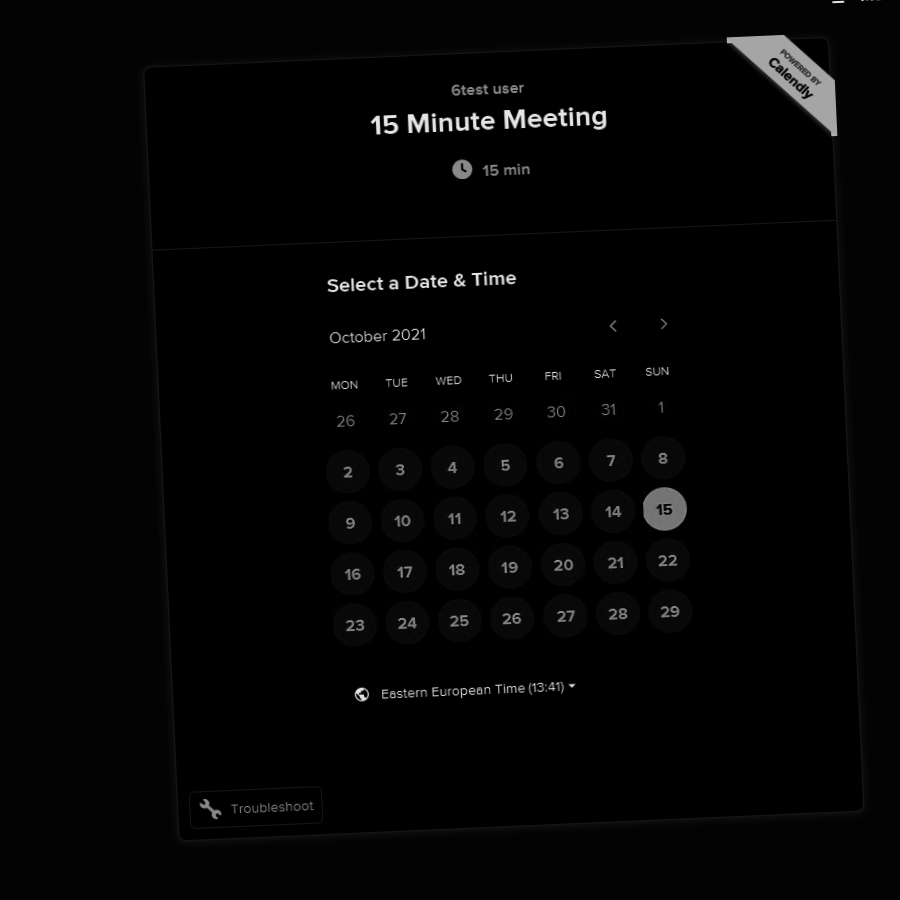 POWERED BY
Calendly
6test user
15 Minute Meeting
15 min
Select a Date & Time
October 2021
MON TUE WED THU FRI SAT SUN
26 27 28 29 30 31 1
2 3 4 5 6 7 8
9 10 11 12 13 14 15
16 17 18 19 20 21 22
23 24 25 26 27 28 29
Eastern European Time (13:41)
Troubleshoot